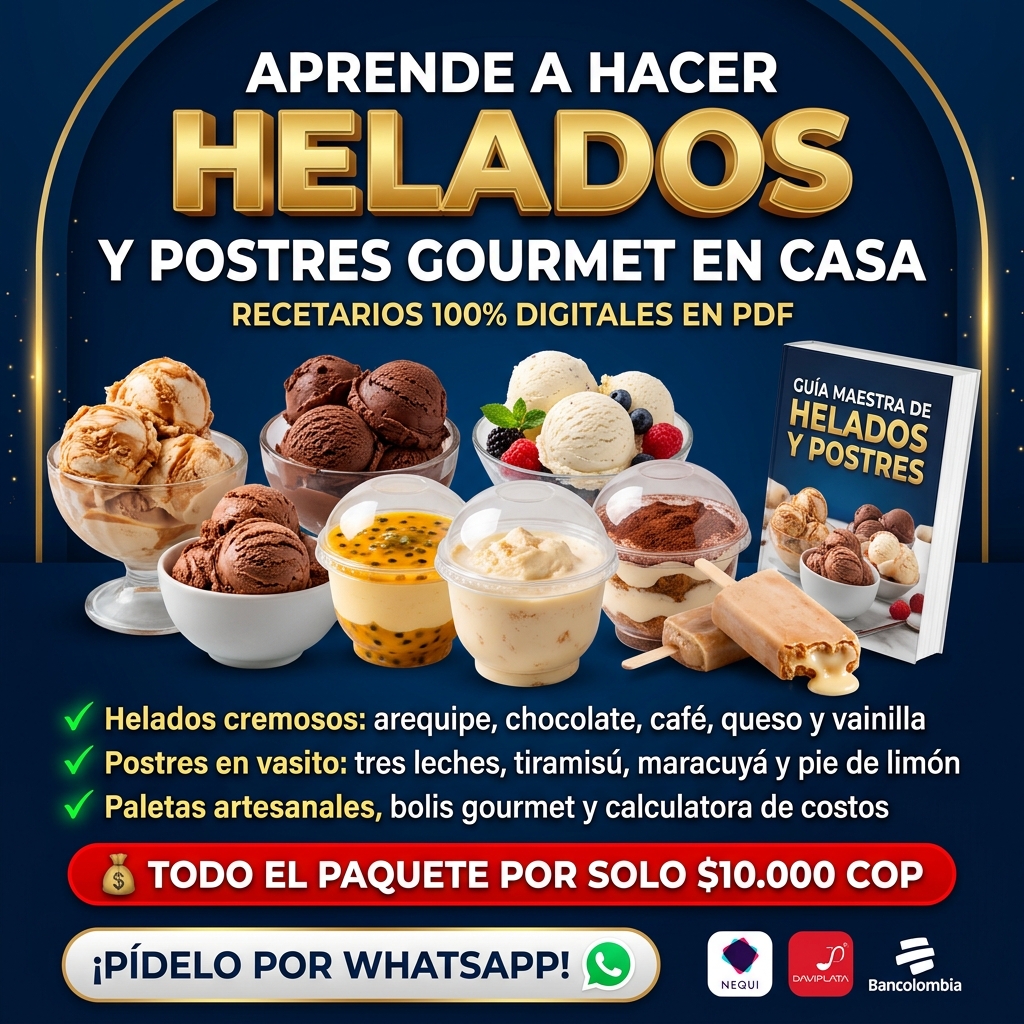 APRENDE A HACER
HELADOS
Y POSTRES GOURMET EN CASA
RECETARIOS 100% DIGITALES EN PDF
GUÍA MAESTRA DE
HELADOS
Y POSTRES
✓ Helados cremosos: arequipe, chocolate, café, queso y vainilla
✓ Postres en vasito: tres leches, tiramisú, maracuyá y pie de limón
✓ Paletas artesanales, bolis gourmet y calculatora de costos
💰 TODO EL PAQUETE POR SOLO $10.000 COP
¡PÍDELO POR WHATSAPP!
NEQUI
DAVIPLATA
Bancolombia